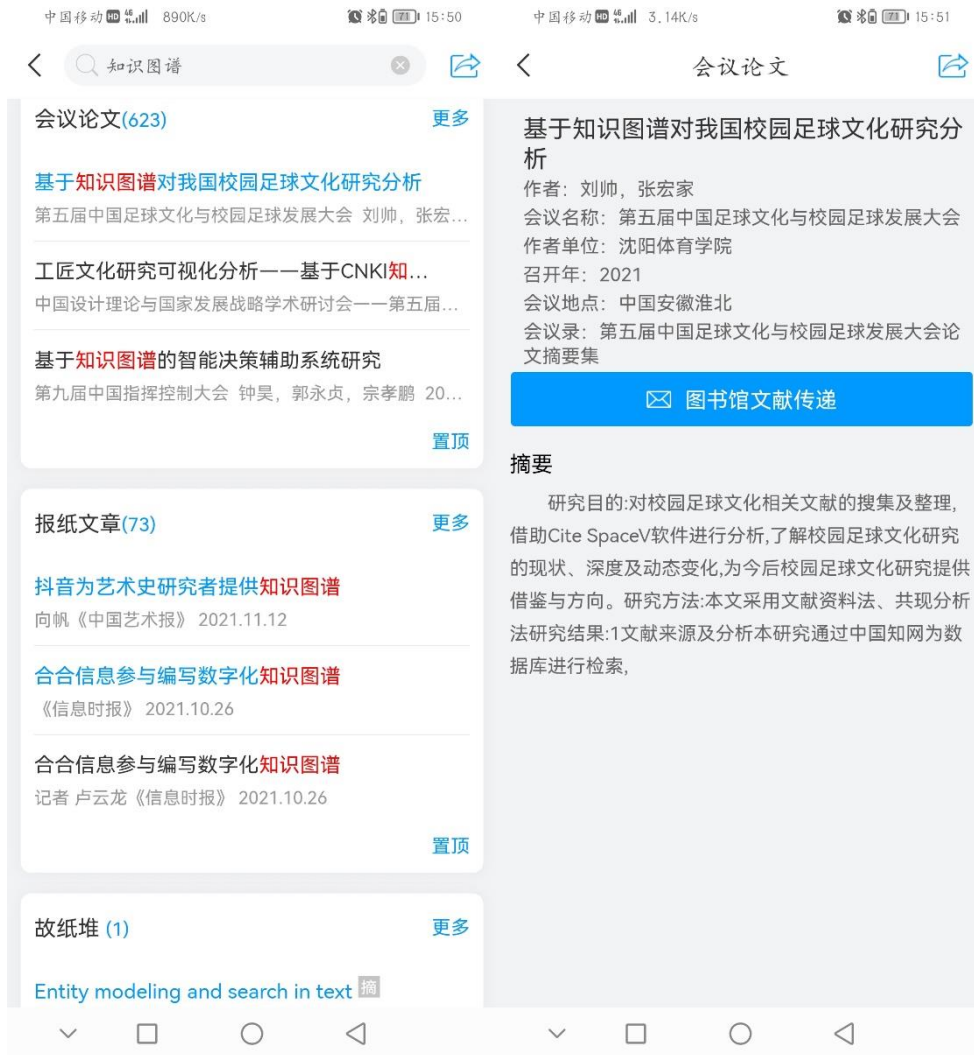 中国移动 HD 46 890K/s 71 15:50
知识图谱
会议论文(623) 更多
基于知识图谱对我国校园足球文化研究分析
第五届中国足球文化与校园足球发展大会 刘帅，张宏...
工匠文化研究可视化分析——基于CNKI知...
中国设计理论与国家发展战略学术研讨会——第五届...
基于知识图谱的智能决策辅助系统研究
第九届中国指挥控制大会 钟昊，郭永贞，宗孝鹏 20...
置顶
报纸文章(73) 更多
抖音为艺术史研究者提供知识图谱
向帆《中国艺术报》 2021.11.12
合合信息参与编写数字化知识图谱
《信息时报》 2021.10.26
合合信息参与编写数字化知识图谱
记者 卢云龙《信息时报》 2021.10.26
置顶
故纸堆 (1) 更多
Entity modeling and search in text 摘
中国移动 HD 46 3.14K/s 71 15:51
会议论文
基于知识图谱对我国校园足球文化研究分
析
作者：刘帅，张宏家
会议名称：第五届中国足球文化与校园足球发展大会
作者单位：沈阳体育学院
召开年：2021
会议地点：中国安徽淮北
会议录：第五届中国足球文化与校园足球发展大会论
文摘要集
图书馆文献传递
摘要
研究目的:对校园足球文化相关文献的搜集及整理,
借助Cite SpaceV软件进行分析,了解校园足球文化研究
的现状、深度及动态变化,为今后校园足球文化研究提供
借鉴与方向。研究方法:本文采用文献资料法、共现分析
法研究结果:1文献来源及分析本研究通过中国知网为数
据库进行检索,